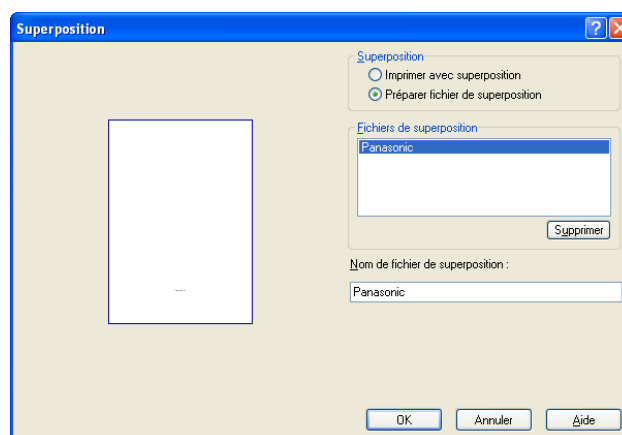 Superposition
Superposition
Imprimer avec superposition
Préparer fichier de superposition
Fichiers de superposition
Panasonic
Supprimer
Nom de fichier de superposition :
Panasonic
OK
Annuler
Aide